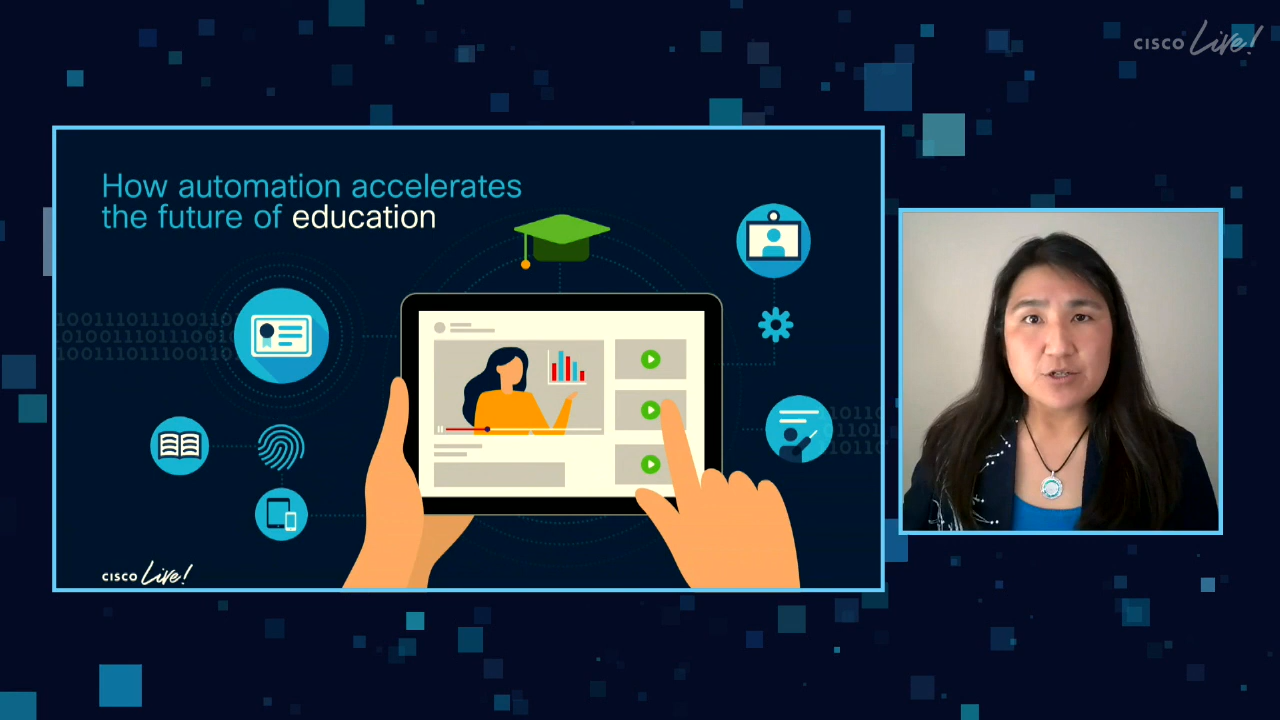 CISCO Live!
How automation accelerates
the future of education
CISCO Live!